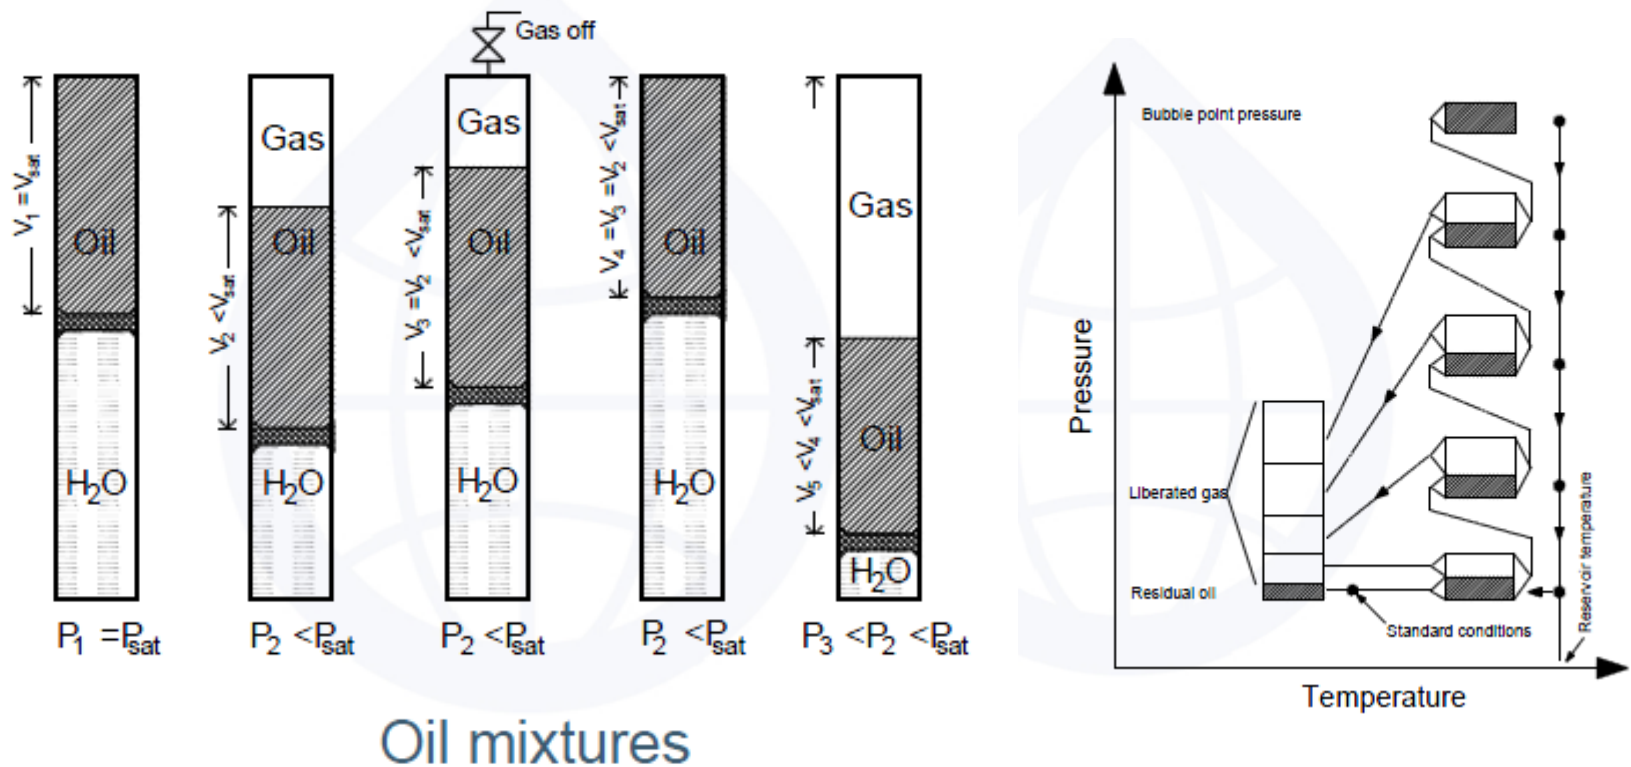 Gas off
Gas
Gas
Gas
Oil
Oil
Oil
Oil
Oil
H₂O
H₂O
H₂O
H₂O
H₂O
V₁ =Vsat
V₂ <Vsat
V₃ =V₂ <Vsat
V₄ =V₃ =V₂ <Vsat
V₅ <V₄ <Vsat
P₁ =Psat
P₂ <Psat
P₂ <Psat
P₂ <Psat
P₃ <P₂ <Psat
Oil mixtures
Bubble point pressure
Pressure
Liberated gas
Residual oil
Standard conditions
Reservoir temperature
Temperature